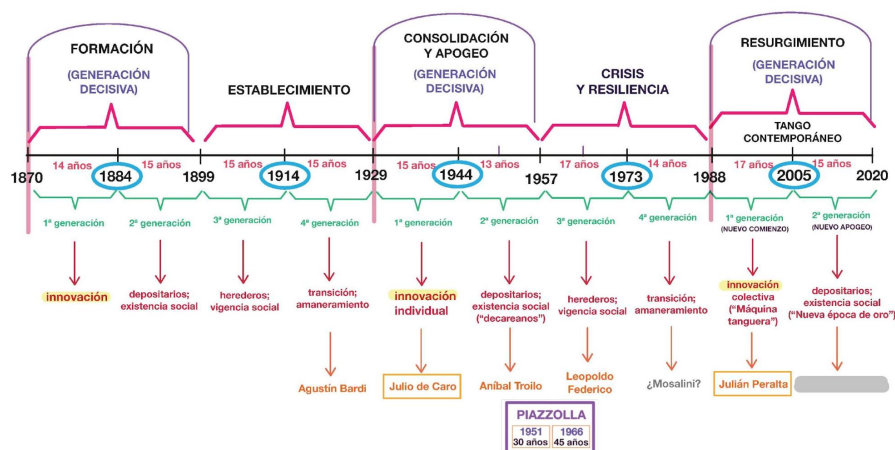 FORMACIÓN
(GENERACIÓN
DECISIVA)
ESTABLECIMIENTO
CONSOLIDACIÓN
Y APOGEO
(GENERACIÓN
DECISIVA)
CRISIS
Y RESILIENCIA
RESURGIMIENTO
(GENERACIÓN
DECISIVA)
TANGO
CONTEMPORÁNEO
14 años
15 años
15 años
15 años
15 años
13 años
17 años
14 años
17 años
15 años
1870
1884
1899
1914
1929
1944
1957
1973
1988
2005
2020
1ª generación
2ª generación
3ª generación
4ª generación
1ª generación
2ª generación
3ª generación
4ª generación
1ª generación
(NUEVO COMIENZO)
2ª generación
(NUEVO APOGEO)
innovación
depositarios;
existencia social
herederos;
vigencia social
transición;
amaneramiento
innovación
individual
depositarios;
existencia social
("decareanos")
herederos;
vigencia social
transición;
amaneramiento
innovación
colectiva
("Máquina
tanguera")
depositarios;
existencia social
("Nueva época de oro")
Agustín Bardi
Julio de Caro
Aníbal Troilo
Leopoldo
Federico
¿Mosalini?
Julián Peralta
PIAZZOLLA
1951
30 años
1966
45 años